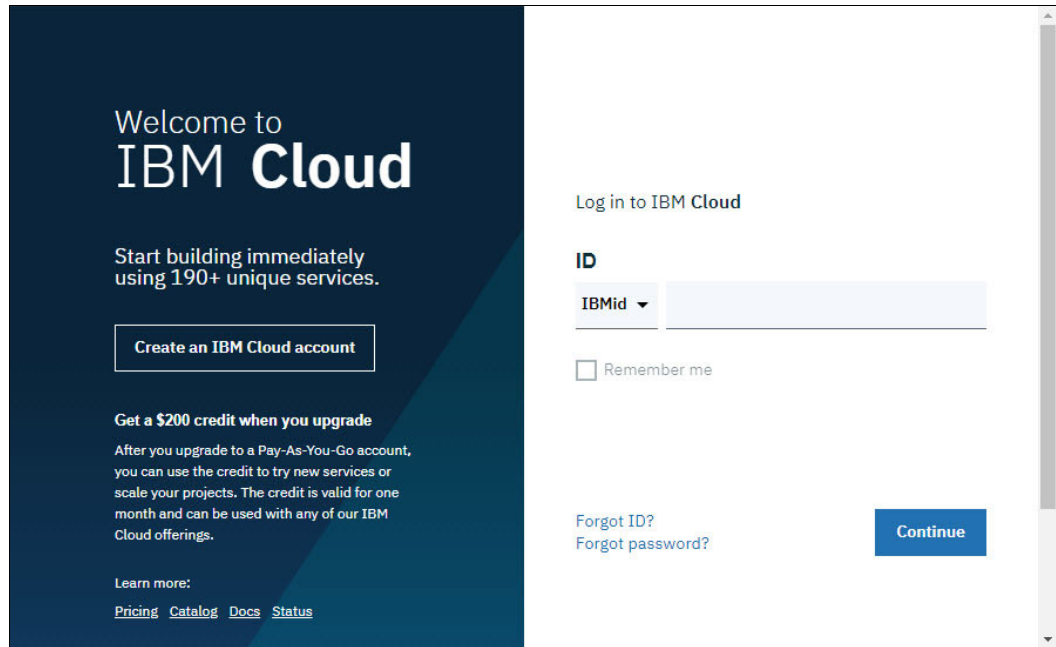 Welcome to
IBM Cloud
Start building immediately
using 190+ unique services.
Create an IBM Cloud account
Get a $200 credit when you upgrade
After you upgrade to a Pay-As-You-Go account,
you can use the credit to try new services or
scale your projects. The credit is valid for one
month and can be used with any of our IBM
Cloud offerings.
Learn more:
Pricing Catalog Docs Status
Log in to IBM Cloud
ID
IBMid
Remember me
Forgot ID?
Forgot password?
Continue